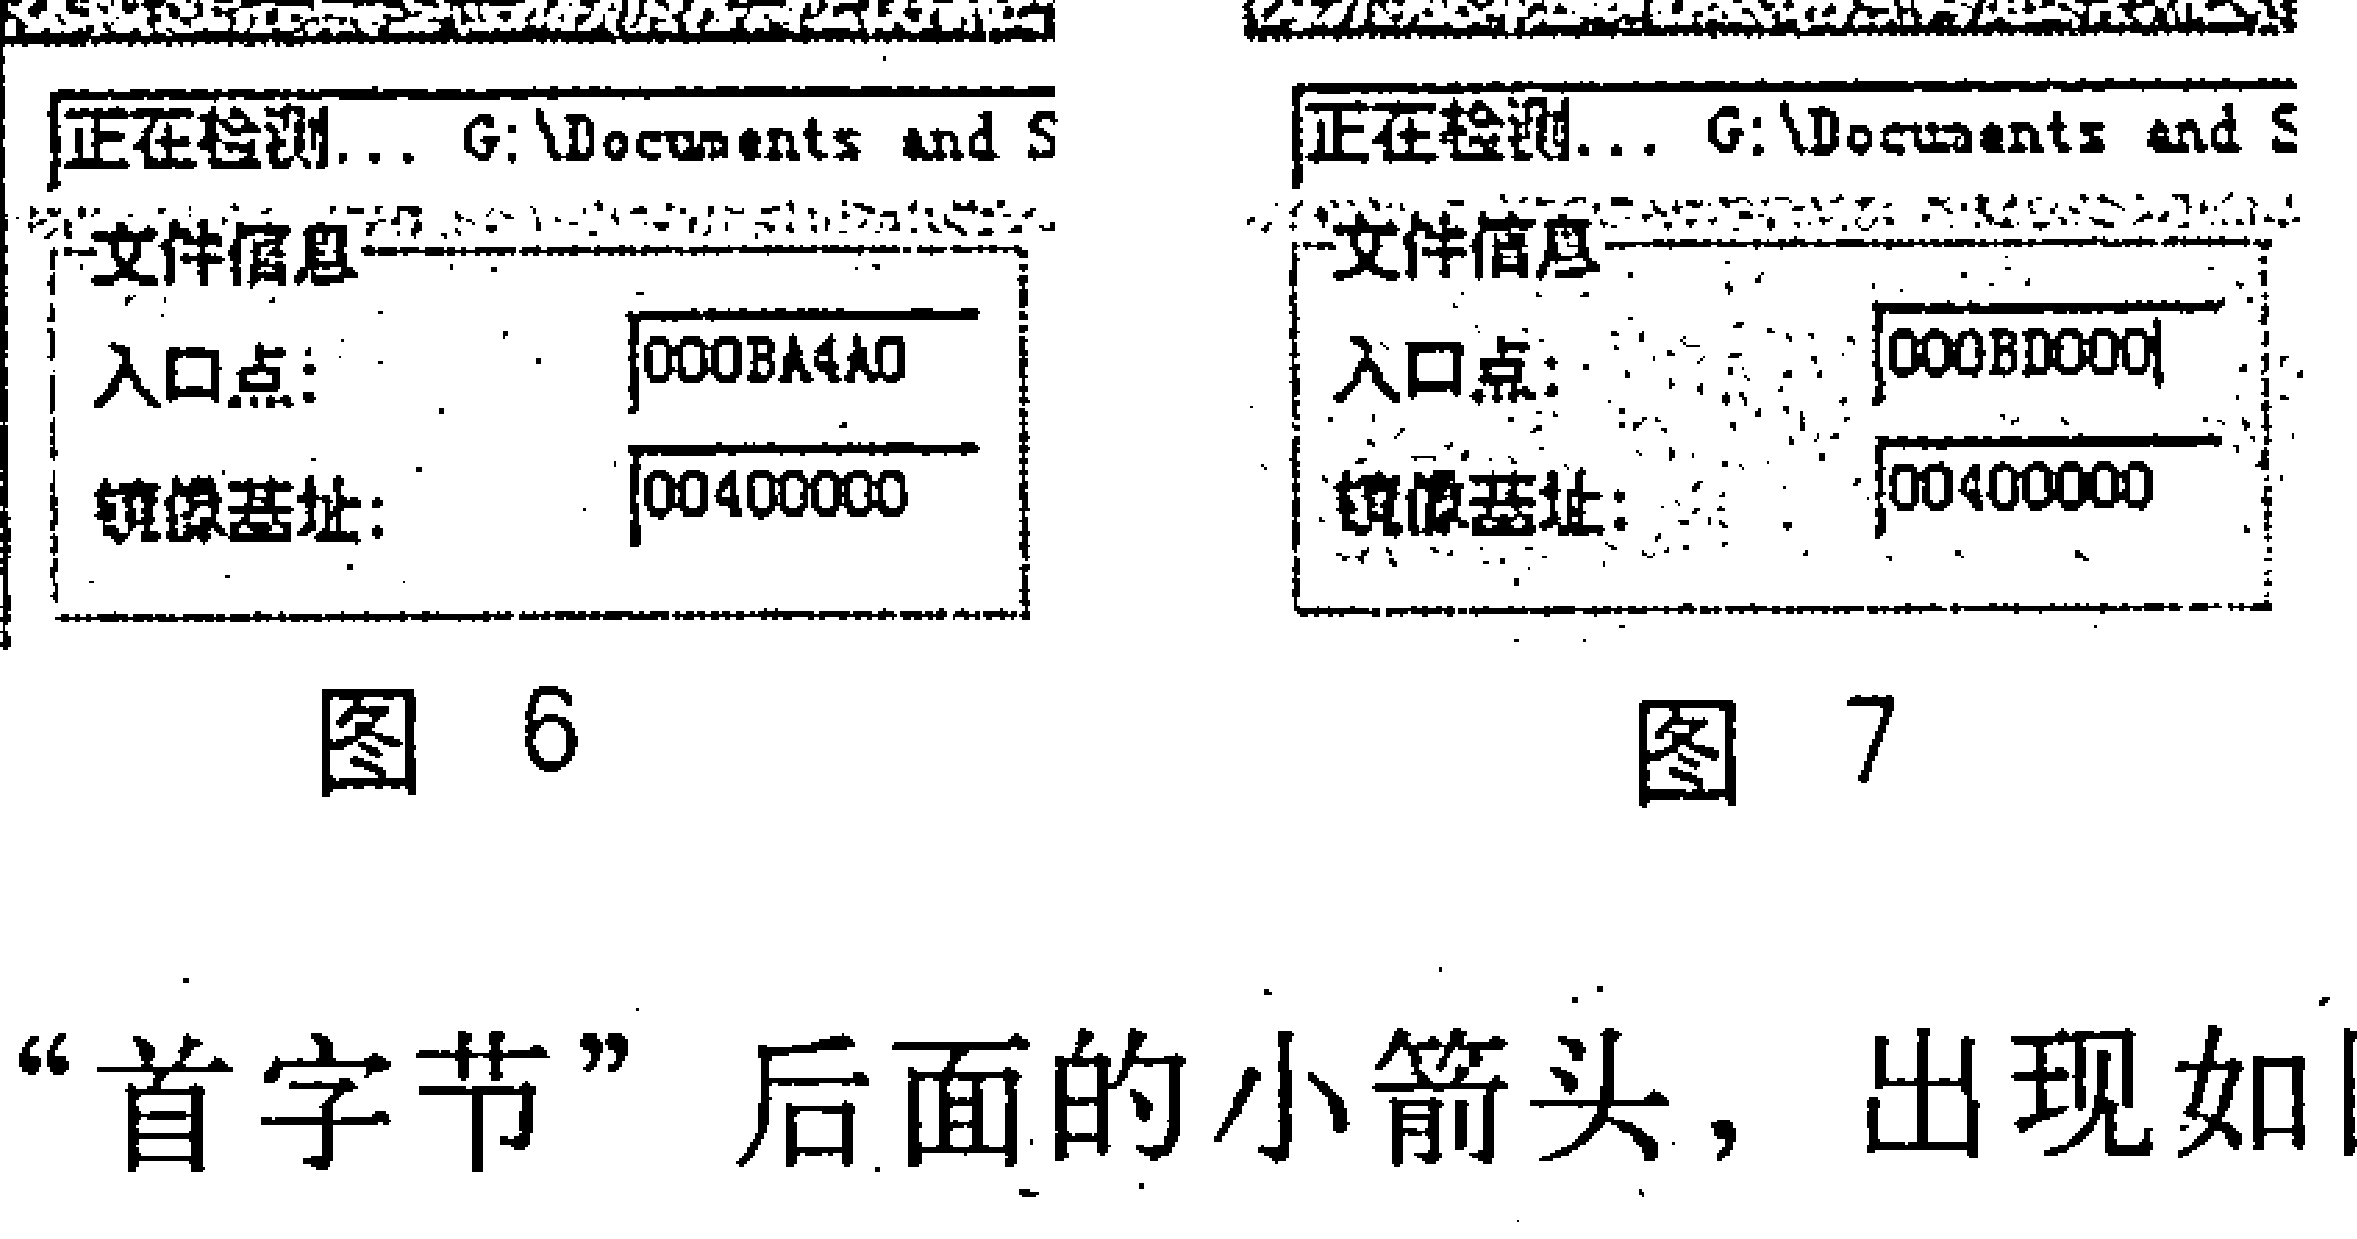 正在检测... G:\Documents and S
文件信息
入口点: 000BA4A0
镜像基址: 00400000
图 6
正在检测... G:\Documents and S
文件信息
入口点: 000BD000
镜像基址: 00400000
图 7
“首字节”后面的小箭头，出现如